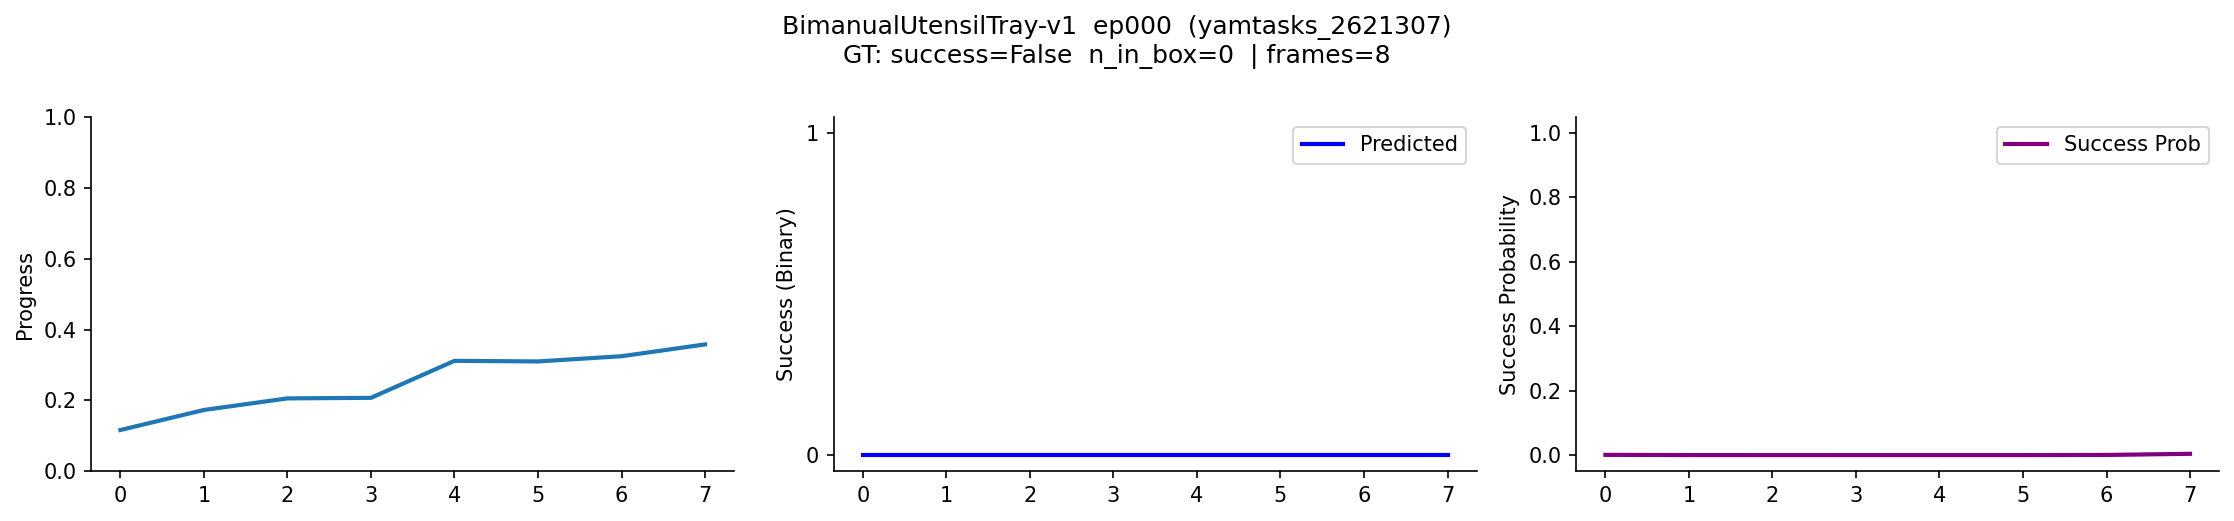 BimanualUtensilTray-v1  ep000  (yamtasks_2621307)
GT: success=False  n_in_box=0  | frames=8
Progress
1.0
0.8
0.6
0.4
0.2
0.0
0 1 2 3 4 5 6 7
Success (Binary)
1
0
Predicted
0 1 2 3 4 5 6 7
Success Probability
1.0
0.8
0.6
0.4
0.2
0.0
Success Prob
0 1 2 3 4 5 6 7